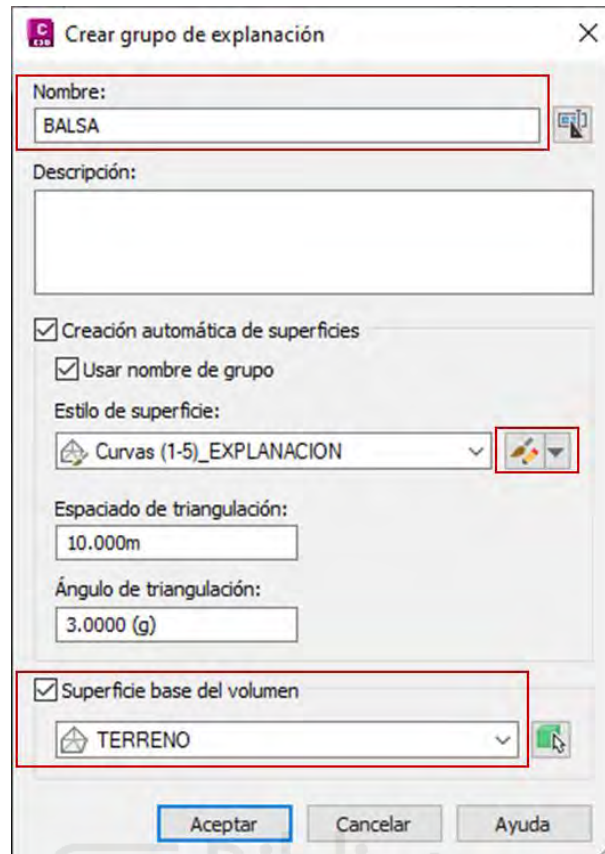 Crear grupo de explanación
Nombre:
BALSA
Descripción:
Creación automática de superficies
Usar nombre de grupo
Estilo de superficie:
Curvas (1-5)_EXPLANACION
Espaciado de triangulación:
10.000m
Ángulo de triangulación:
3.0000 (g)
Superficie base del volumen
TERRENO
Aceptar Cancelar Ayuda